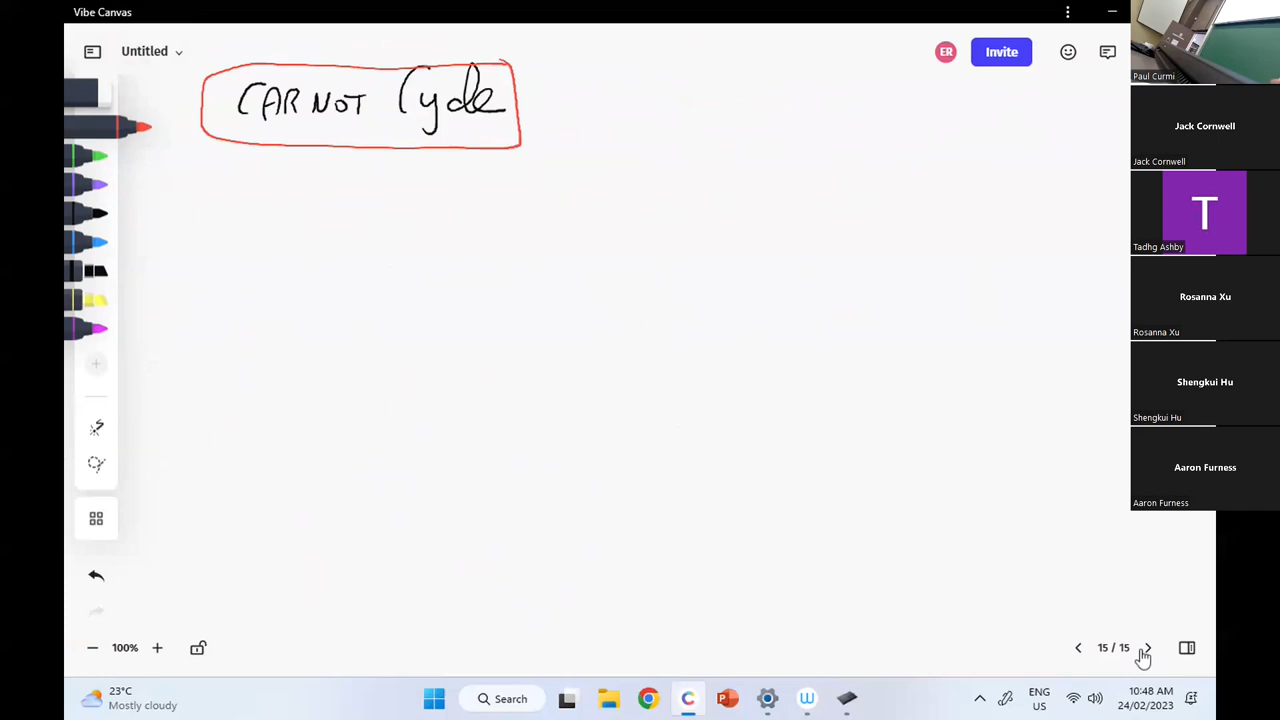 Vibe Canvas
Untitled
ER
Invite
CARNOT Cycle
100%
15 / 15
Paul Curmi
Jack Cornwell
Jack Cornwell
T
Tadhg Ashby
Rosanna Xu
Rosanna Xu
Shengkui Hu
Shengkui Hu
Aaron Furness
Aaron Furness
23°C
Mostly cloudy
Search
ENG
US
10:48 AM
24/02/2023